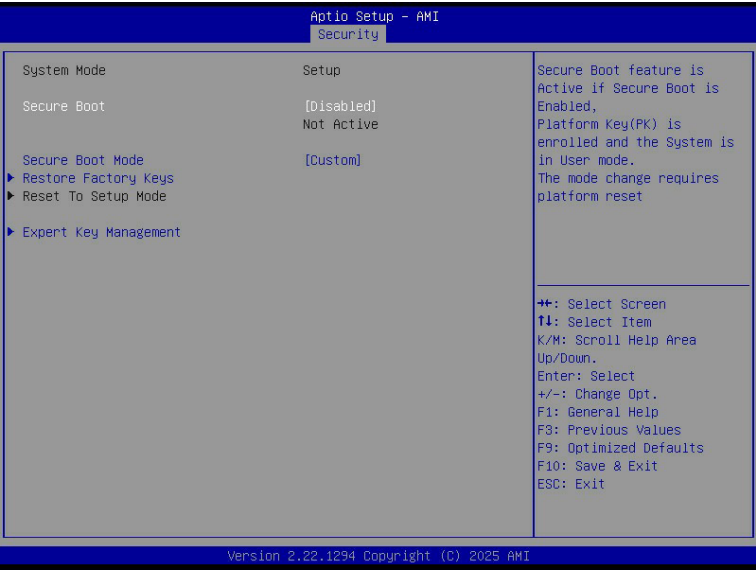 Aptio Setup – AMI
Security
System Mode Setup
Secure Boot [Disabled]
Not Active
Secure Boot Mode [Custom]
Restore Factory Keys
Reset To Setup Mode
Expert Key Management
Secure Boot feature is
Active if Secure Boot is
Enabled,
Platform Key(PK) is
enrolled and the System is
in User mode.
The mode change requires
platform reset
→←: Select Screen
↑↓: Select Item
K/M: Scroll Help Area
Up/Down.
Enter: Select
+/-: Change Opt.
F1: General Help
F3: Previous Values
F9: Optimized Defaults
F10: Save & Exit
ESC: Exit
Version 2.22.1294 Copyright (C) 2025 AMI